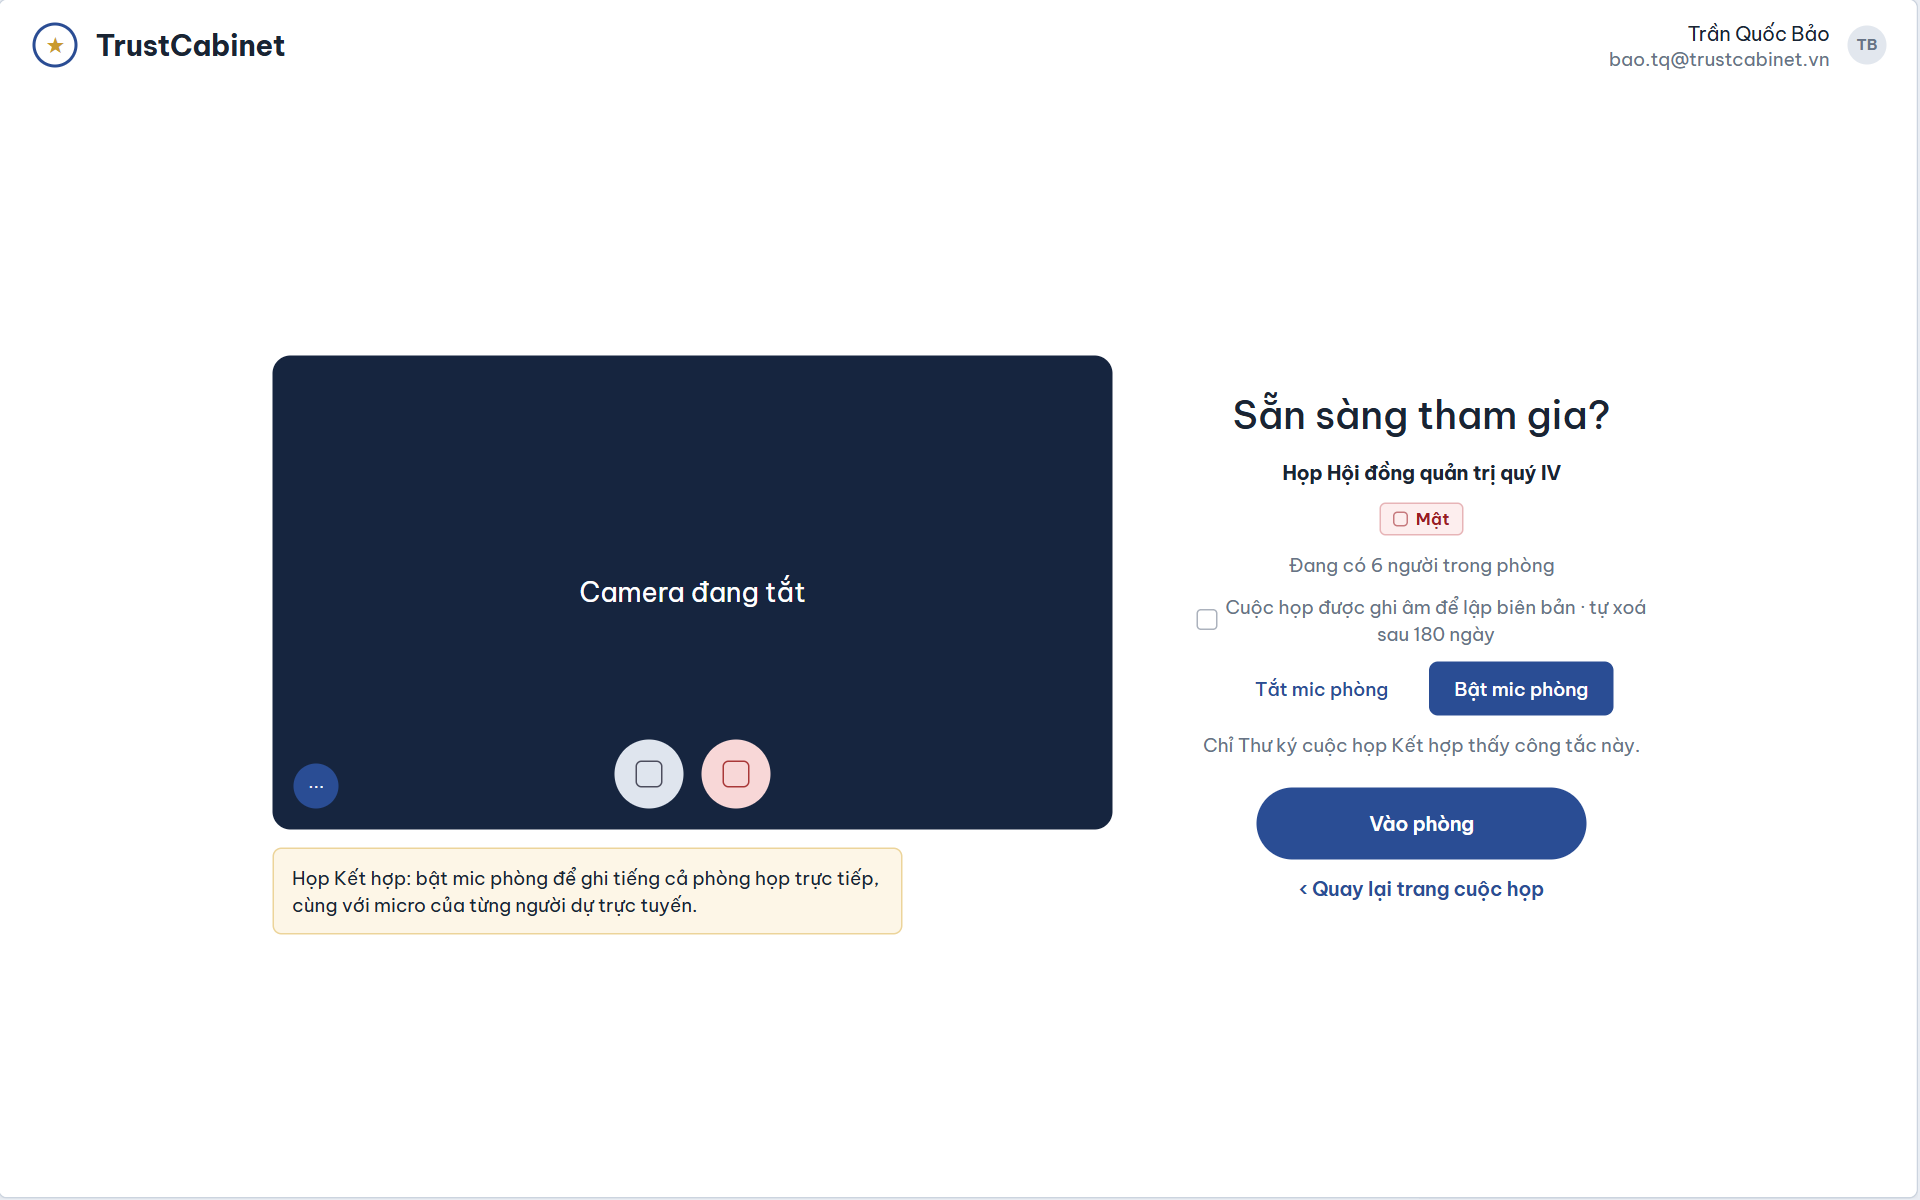 TrustCabinet
Trần Quốc Bảo
bao.tq@trustcabinet.vn
TB
Camera đang tắt
...
Họp Kết hợp: bật mic phòng để ghi tiếng cả phòng họp trực tiếp,
cùng với micro của từng người dự trực tuyến.
Sẵn sàng tham gia?
Họp Hội đồng quản trị quý IV
Mật
Đang có 6 người trong phòng
Cuộc họp được ghi âm để lập biên bản · tự xoá
sau 180 ngày
Tắt mic phòng
Bật mic phòng
Chỉ Thư ký cuộc họp Kết hợp thấy công tắc này.
Vào phòng
‹ Quay lại trang cuộc họp